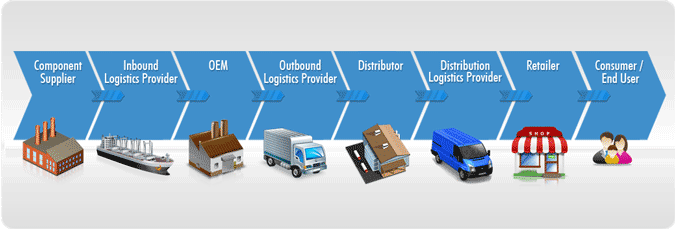 Component
Supplier
Inbound
Logistics Provider
OEM
Outbound
Logistics Provider
Distributor
Distribution
Logistics Provider
Retailer
Consumer /
End User
SHOP